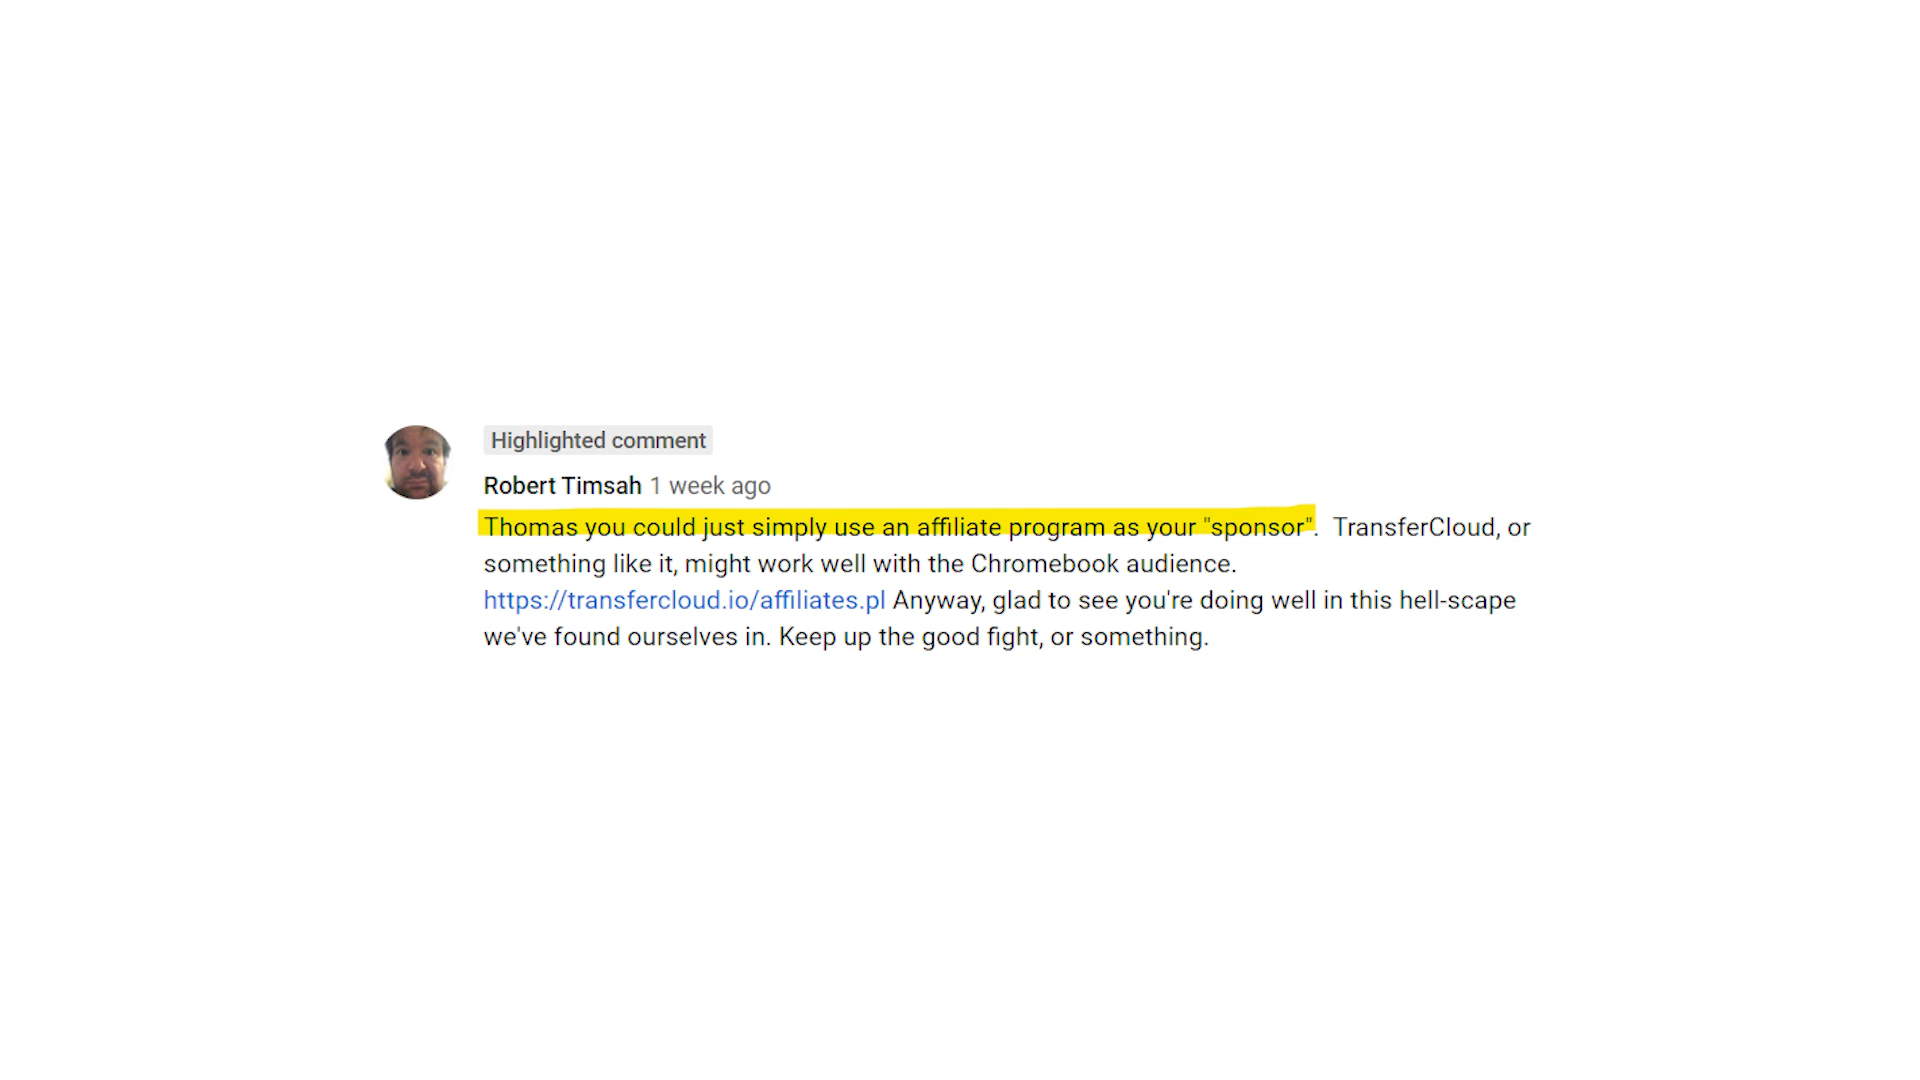 Highlighted comment
Robert Timsah 1 week ago
Thomas you could just simply use an affiliate program as your "sponsor".  TransferCloud, or
something like it, might work well with the Chromebook audience.
https://transfercloud.io/affiliates.pl Anyway, glad to see you're doing well in this hell-scape
we've found ourselves in. Keep up the good fight, or something.